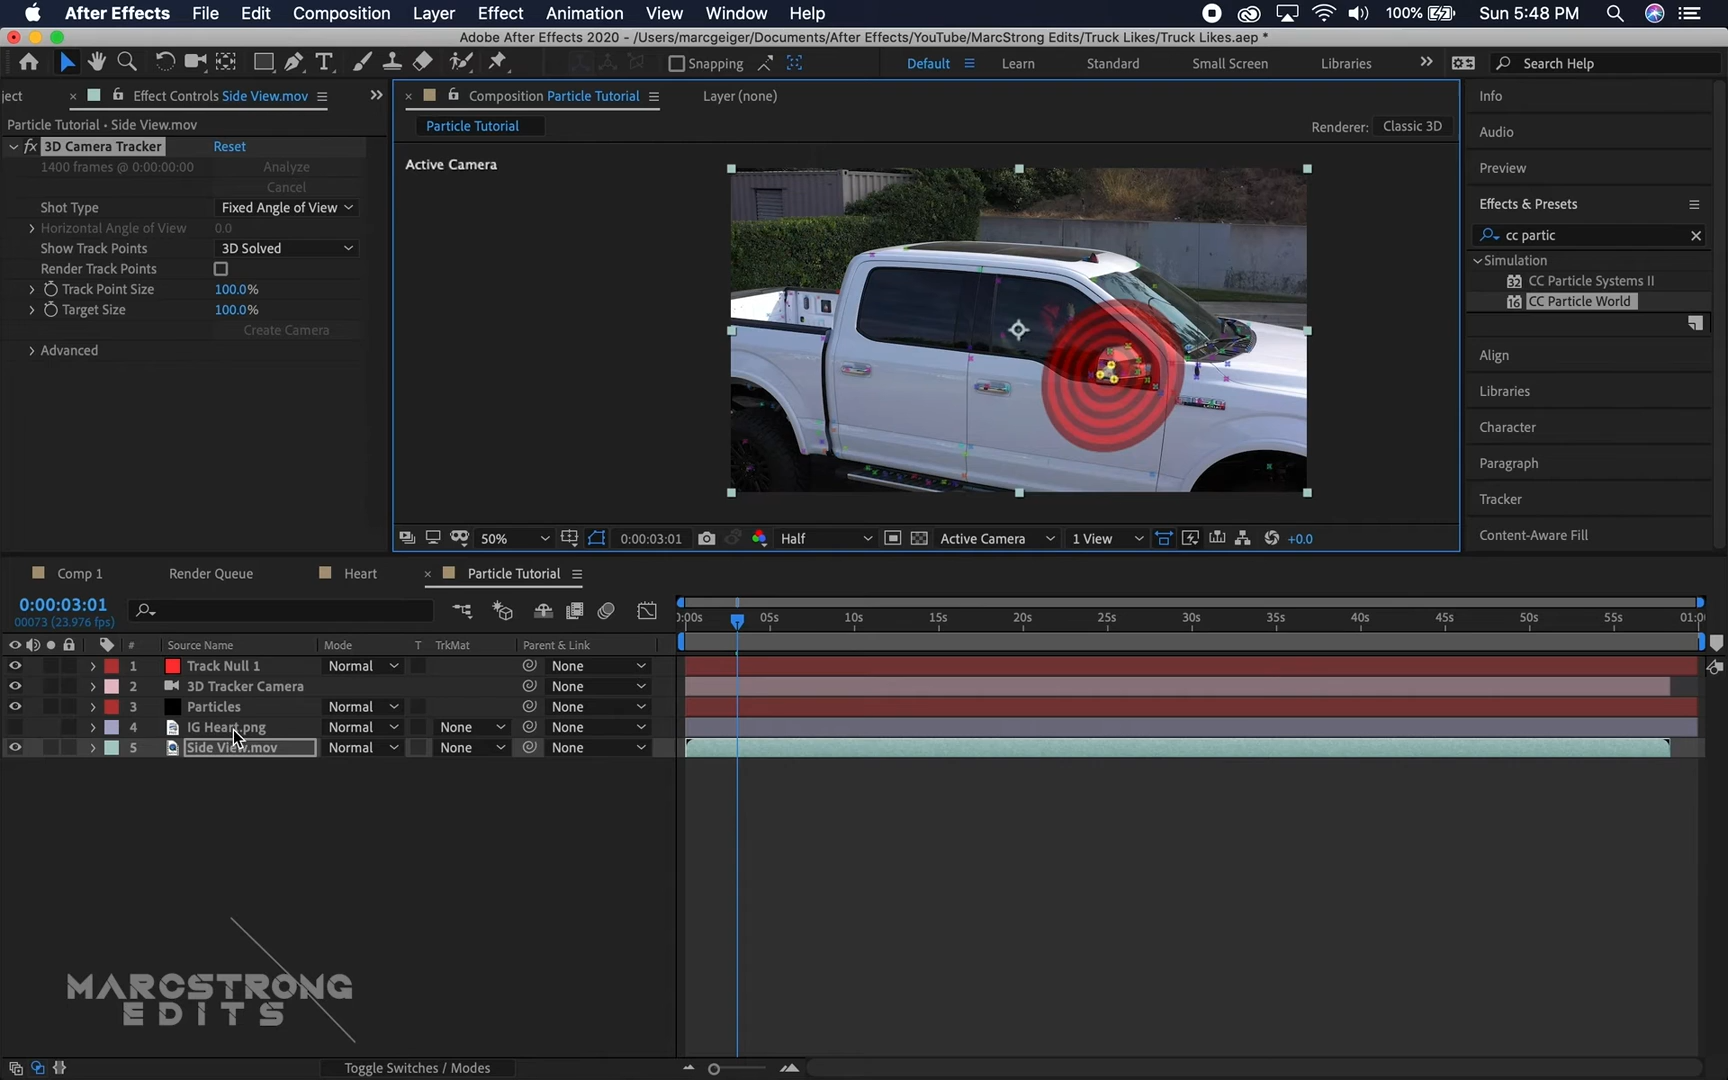 After Effects File Edit Composition Layer Effect Animation View Window Help 100% Sun 5:48 PM
Adobe After Effects 2020 - /Users/marcgeiger/Documents/After Effects/YouTube/MarcStrong Edits/Truck Likes/Truck Likes.aep *
Snapping Default Learn Standard Small Screen Libraries Search Help
ject Effect Controls Side View.mov Composition Particle Tutorial Layer (none) Info
Particle Tutorial • Side View.mov Particle Tutorial Renderer: Classic 3D Audio
fx 3D Camera Tracker Reset
1400 frames @ 0:00:00:00 Analyze Active Camera Preview
Cancel
Shot Type Fixed Angle of View Effects & Presets
Horizontal Angle of View 0.0 cc partic
Show Track Points 3D Solved Simulation
Render Track Points 32 CC Particle Systems II
Track Point Size 100.0% 16 CC Particle World
Target Size 100.0%
Create Camera
Advanced Align
Libraries
Character
Paragraph
Tracker
Content-Aware Fill
50% 0:00:03:01 Half Active Camera 1 View +0.0
Comp 1 Render Queue Heart Particle Tutorial
0:00:03:01
00073 (23.976 fps)
0:00s 05s 10s 15s 20s 25s 30s 35s 40s 45s 50s 55s 01:0
# Source Name Mode T TrkMat Parent & Link
1 Track Null 1 Normal None
2 3D Tracker Camera None
3 Particles Normal None
4 IG Heart.png Normal None None
5 Side View.mov Normal None None
MARCSTRONG
EDITS
Toggle Switches / Modes